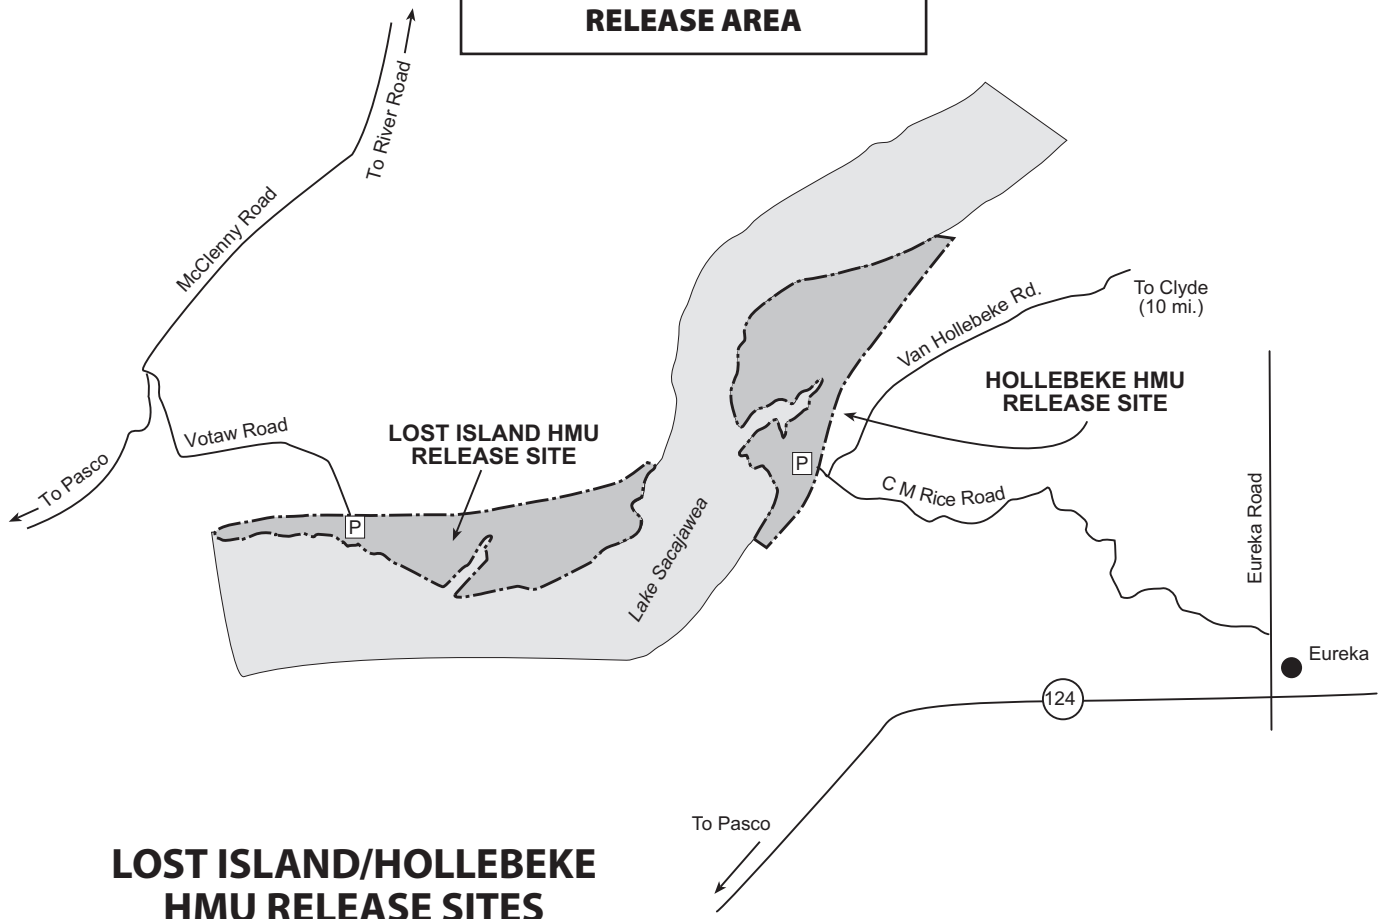 RELEASE AREA
To River Road
McClenny Road
To Clyde
(10 mi.)
Van Hollebeke Rd.
HOLLEBEKE HMU
RELEASE SITE
Votaw Road
LOST ISLAND HMU
RELEASE SITE
To Pasco
P
P
C M Rice Road
Lake Sacajawea
Eureka Road
Eureka
124
To Pasco
LOST ISLAND/HOLLEBEKE
HMU RELEASE SITES